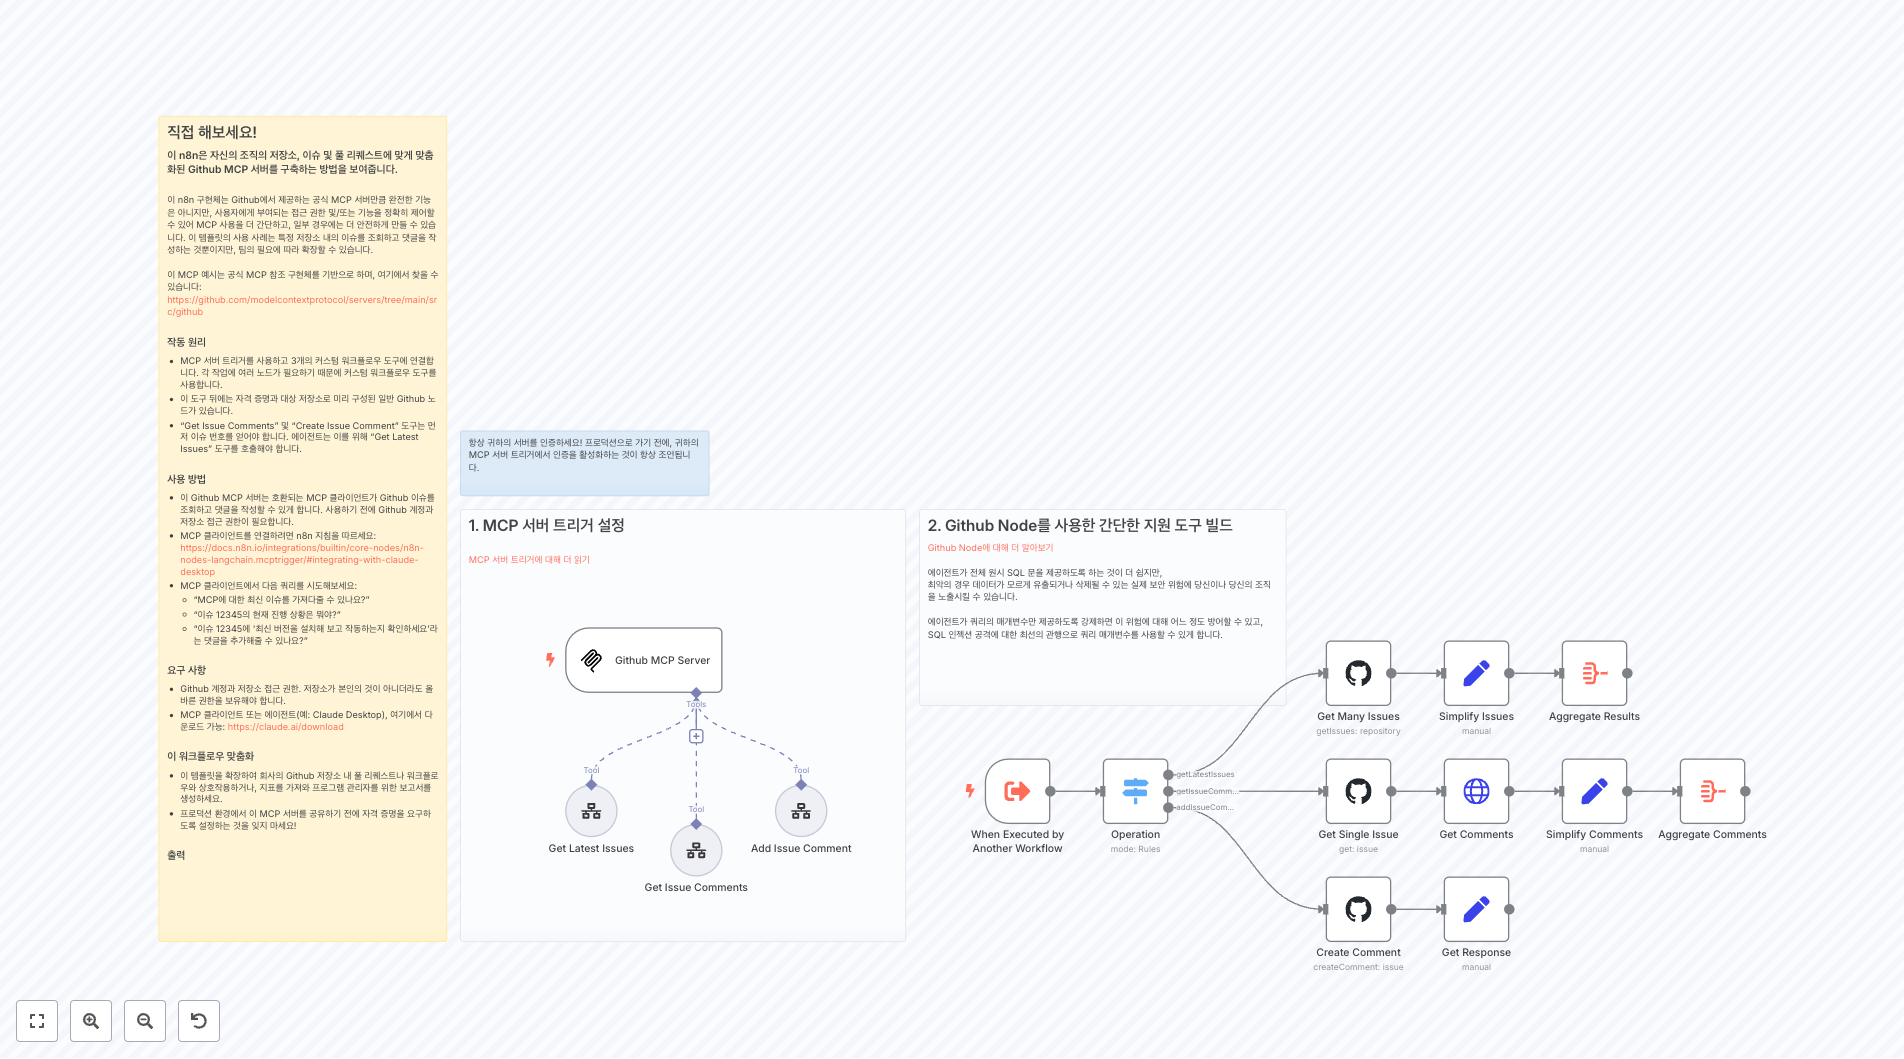 직접 해보세요!
이 n8n은 자신의 조직의 저장소, 이슈 및 풀 리퀘스트에 맞게 맞춤
화된 Github MCP 서버를 구축하는 방법을 보여줍니다.
이 n8n 구현체는 Github에서 제공하는 공식 MCP 서버만큼 완전한 기능
은 아니지만, 사용자에게 부여되는 접근 권한 및/또는 기능을 정확히 제어할
수 있어 MCP 사용을 더 간단하고, 일부 경우에는 더 안전하게 만들 수 있습
니다. 이 템플릿의 사용 사례는 특정 저장소 내의 이슈를 조회하고 댓글을 작
성하는 것뿐이지만, 팀의 필요에 따라 확장할 수 있습니다.
이 MCP 예시는 공식 MCP 참조 구현체를 기반으로 하며, 여기에서 찾을 수
있습니다:
https://github.com/modelcontextprotocol/servers/tree/main/sr
c/github
작동 원리
• MCP 서버 트리거를 사용하고 3개의 커스텀 워크플로우 도구에 연결합
니다. 각 작업에 여러 노드가 필요하기 때문에 커스텀 워크플로우 도구를
사용합니다.
• 이 도구 뒤에는 자격 증명과 대상 저장소로 미리 구성된 일반 Github 노
드가 있습니다.
• “Get Issue Comments” 및 “Create Issue Comment” 도구는 먼
저 이슈 번호를 얻어야 합니다. 에이전트는 이를 위해 “Get Latest
Issues” 도구를 호출해야 합니다.
사용 방법
• 이 Github MCP 서버는 호환되는 MCP 클라이언트가 Github 이슈를
조회하고 댓글을 작성할 수 있게 합니다. 사용하기 전에 Github 계정과
저장소 접근 권한이 필요합니다.
• MCP 클라이언트를 연결하려면 n8n 지침을 따르세요:
https://docs.n8n.io/integrations/builtin/core-nodes/n8n-
nodes-langchain.mcptrigger/#integrating-with-claude-
desktop
• MCP 클라이언트에서 다음 쿼리를 시도해보세요:
◦ “MCP에 대한 최신 이슈를 가져다줄 수 있나요?”
◦ “이슈 12345의 현재 진행 상황은 뭐야?”
◦ “이슈 12345에 '최신 버전을 설치해 보고 작동하는지 확인하세요'라
는 댓글을 추가해줄 수 있나요?”
요구 사항
• Github 계정과 저장소 접근 권한. 저장소가 본인의 것이 아니더라도 올
바른 권한을 보유해야 합니다.
• MCP 클라이언트 또는 에이전트(예: Claude Desktop), 여기에서 다
운로드 가능: https://claude.ai/download
이 워크플로우 맞춤화
• 이 템플릿을 확장하여 회사의 Github 저장소 내 풀 리퀘스트나 워크플로
우와 상호작용하거나, 지표를 가져와 프로그램 관리자를 위한 보고서를
생성하세요.
• 프로덕션 환경에서 이 MCP 서버를 공유하기 전에 자격 증명을 요구하
도록 설정하는 것을 잊지 마세요!
출력
항상 귀하의 서버를 인증하세요! 프로덕션으로 가기 전에, 귀하의
MCP 서버 트리거에서 인증을 활성화하는 것이 항상 조언됩니
다.
1. MCP 서버 트리거 설정
MCP 서버 트리거에 대해 더 읽기
Github MCP Server
Tools
Tool
Tool
Tool
Get Latest Issues
Add Issue Comment
Get Issue Comments
2. Github Node를 사용한 간단한 지원 도구 빌드
Github Node에 대해 더 알아보기
에이전트가 전체 원시 SQL 문을 제공하도록 하는 것이 더 쉽지만,
최악의 경우 데이터가 모르게 유출되거나 삭제될 수 있는 실제 보안 위험에 당신이나 당신의 조직
을 노출시킬 수 있습니다.
에이전트가 쿼리의 매개변수만 제공하도록 강제하면 이 위험에 대해 어느 정도 방어할 수 있고,
SQL 인젝션 공격에 대한 최선의 관행으로 쿼리 매개변수를 사용할 수 있게 합니다.
When Executed by
Another Workflow
Operation
mode: Rules
getLatestIssues
getIssueComm...
addIssueCom...
Get Many Issues
getIssues: repository
Simplify Issues
manual
Aggregate Results
Get Single Issue
get: issue
Get Comments
Simplify Comments
manual
Aggregate Comments
Create Comment
createComment: issue
Get Response
manual